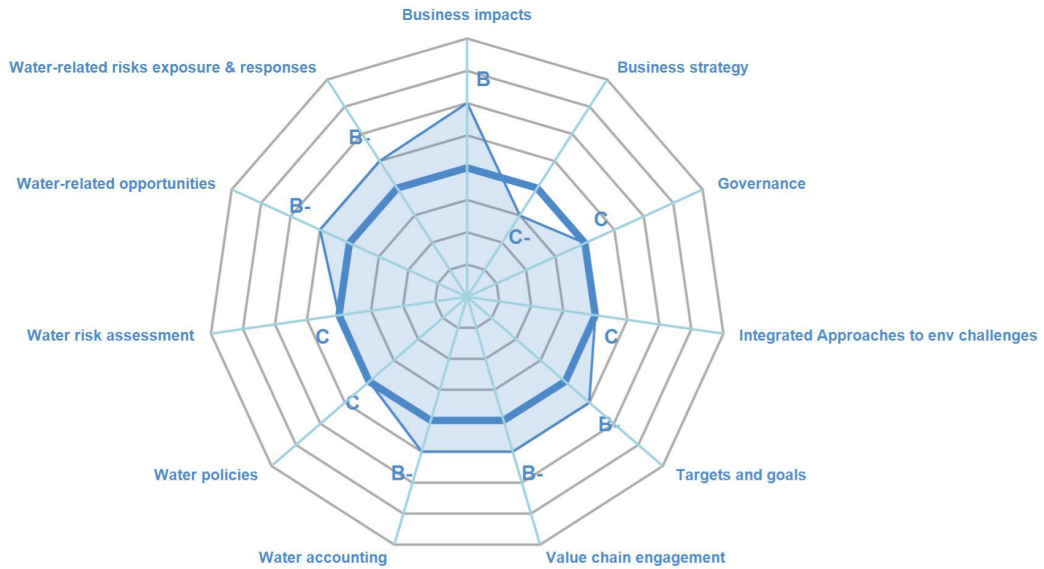 Business impacts
Water-related risks exposure & responses
Business strategy
B
B-
Water-related opportunities
Governance
B-
C
C-
Water risk assessment
C
C
Integrated Approaches to env challenges
C
B-
Water policies
B-
B-
Targets and goals
Water accounting
Value chain engagement